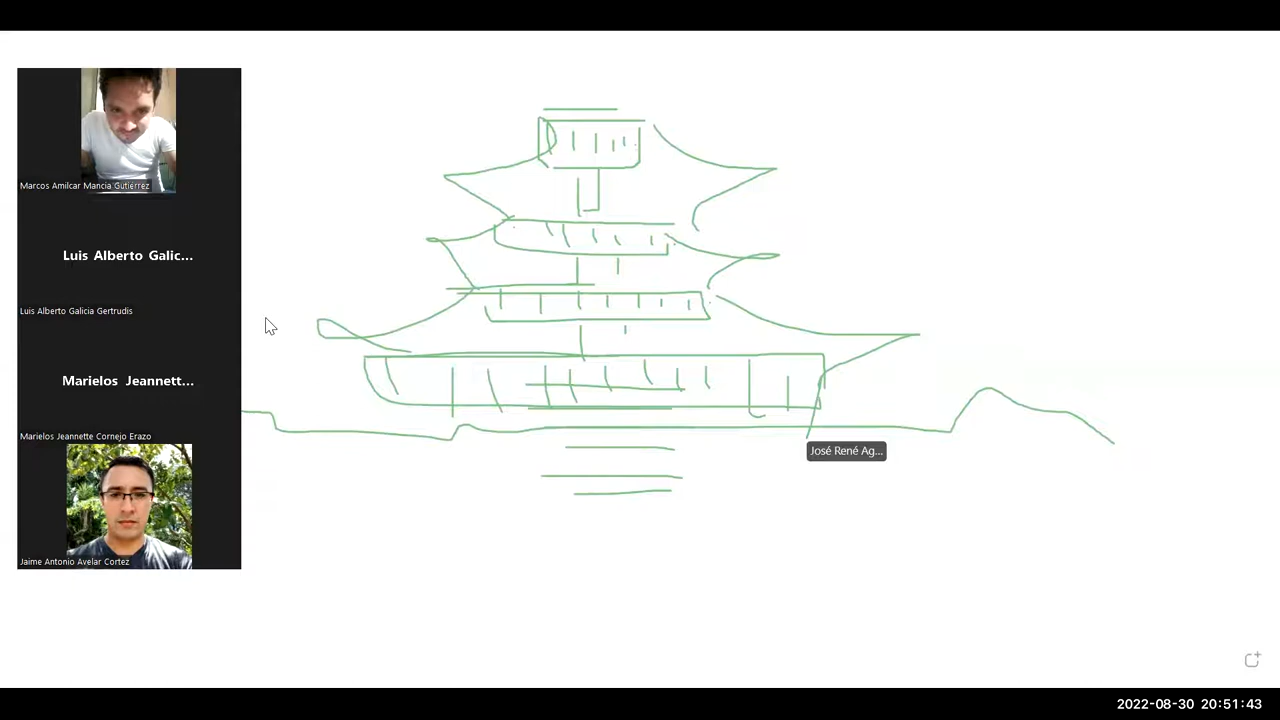 Marcos Amilcar Mancia Gutierrez
Luis Alberto Galic...
Luis Alberto Galicia Gertrudis
Marielos Jeannett...
Marielos Jeannette Cornejo Erazo
Jaime Antonio Avelar Cortez
José René Ag...
2022-08-30 20:51:43